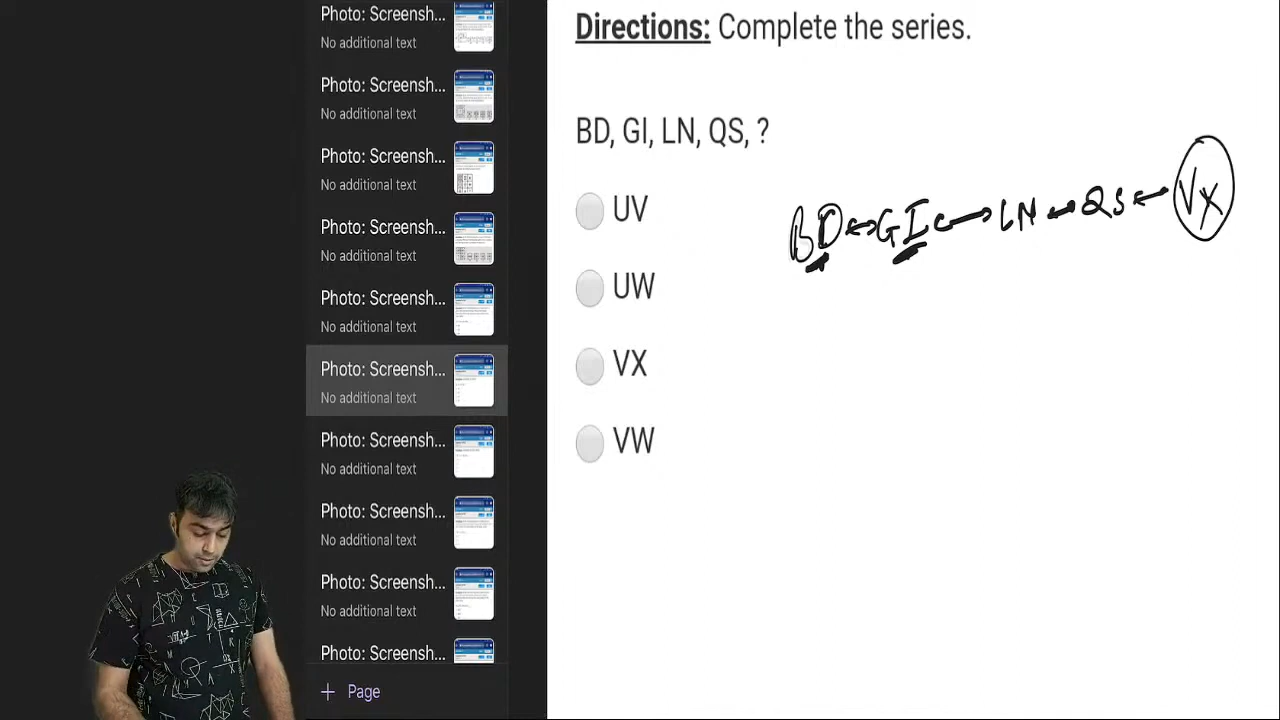 Photo: Screensh...
No additional text
Photo: Screensh...
No additional text
Photo: Screensh...
No additional text
Photo: Screensh...
No additional text
Photo: Screensh...
No additional text
Photo: Screensh...
No additional text
Photo: Screensh...
No additional text
Photo: Screensh...
No additional text
Photo: Screensh...
No additional text
Photo: Screensh...
+ Page
Directions: Complete the series.
BD, GI, LN, QS, ?
UV
UW
VX
VW
BD GI LN QS VX